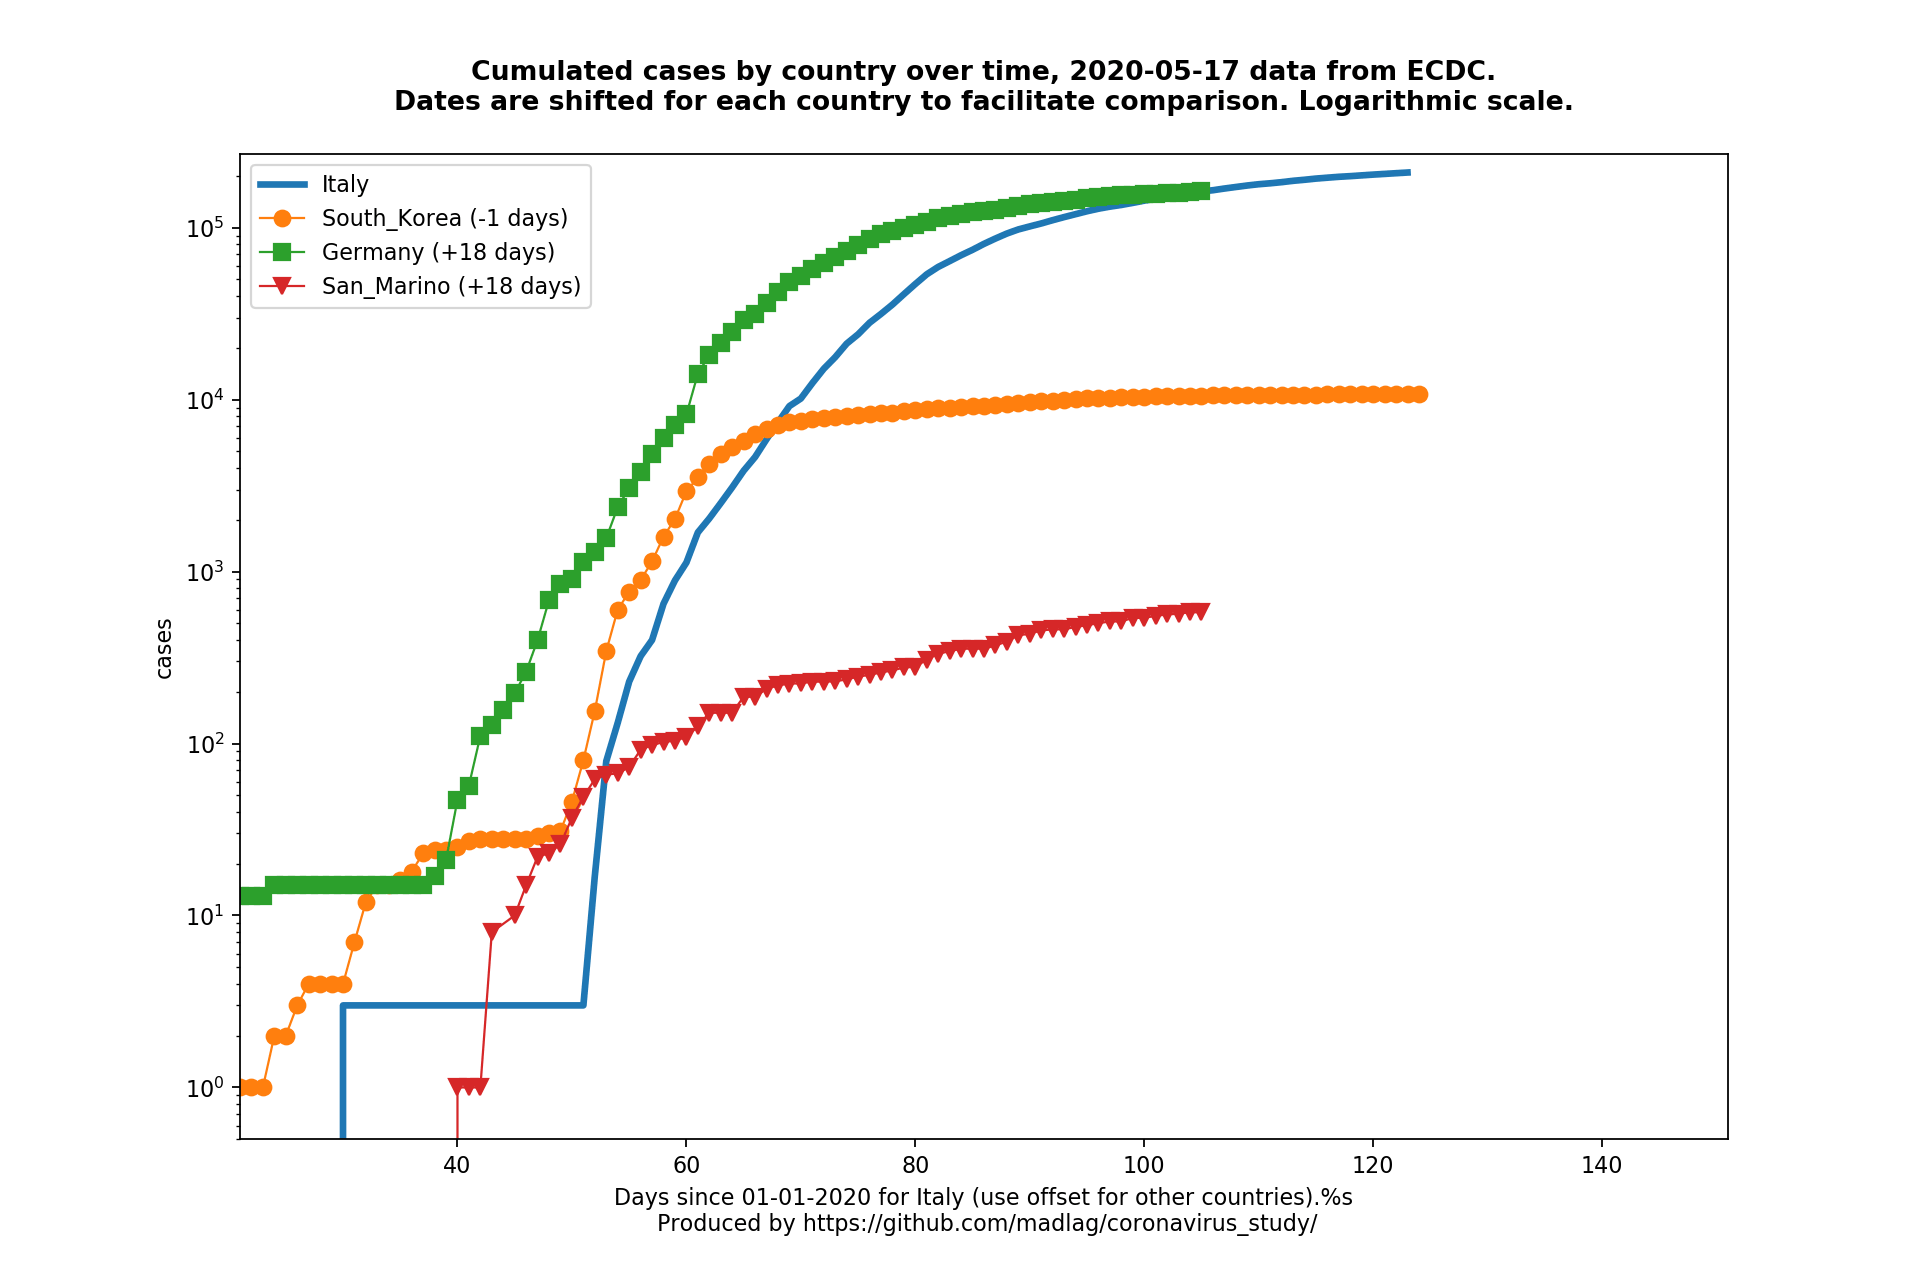 Cumulated cases by country over time, 2020-05-17 data from ECDC.
Dates are shifted for each country to facilitate comparison. Logarithmic scale.
Italy
South_Korea (-1 days)
Germany (+18 days)
San_Marino (+18 days)
10^5
10^4
10^3
10^2
10^1
10^0
cases
40 60 80 100 120 140
Days since 01-01-2020 for Italy (use offset for other countries).%s
Produced by https://github.com/madlag/coronavirus_study/